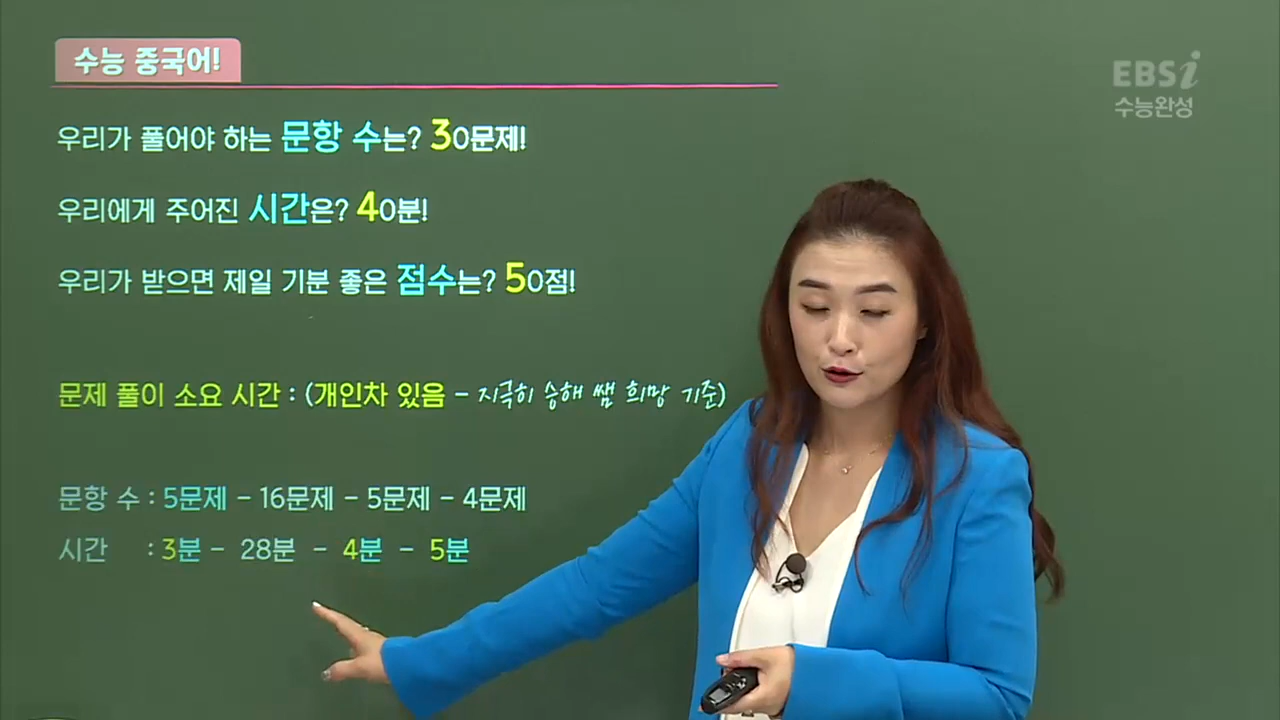 수능 중국어!
EBSi
수능완성
우리가 풀어야 하는 문항 수는? 30문제!
우리에게 주어진 시간은? 40분!
우리가 받으면 제일 기분 좋은 점수는? 50점!
문제 풀이 소요 시간 : (개인차 있음 - 지극히 승해 쌤 희망 기준)
문항 수 : 5문제 - 16문제 - 5문제 - 4문제
시간 : 3분 - 28분 - 4분 - 5분